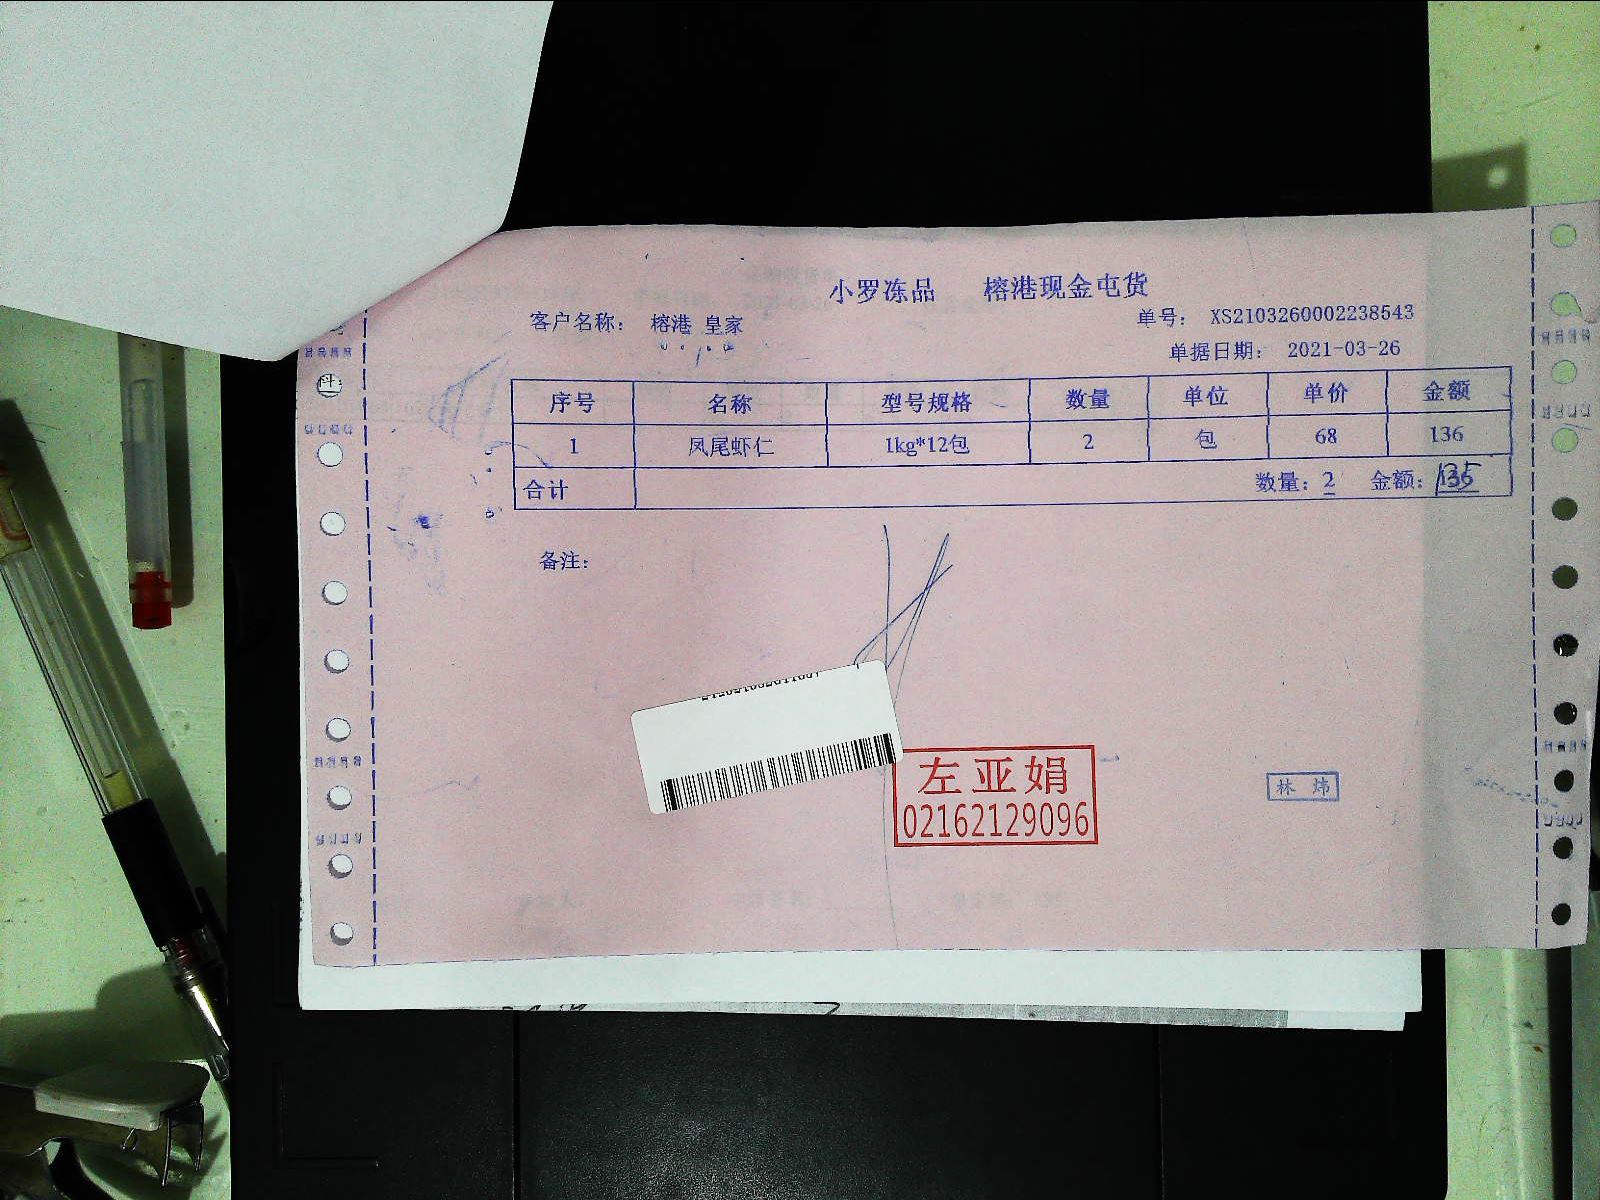 小罗冻品 榕港现金屯货
客户名称： 榕港 皇家
单号： XS2103260002238543
单据日期： 2021-03-26
序号 名称 型号规格 数量 单位 单价 金额
1 凤尾虾仁 1kg*12包 2 包 68 136
合计 数量：2 金额：
备注：
左亚娟
02162129096
林 炜